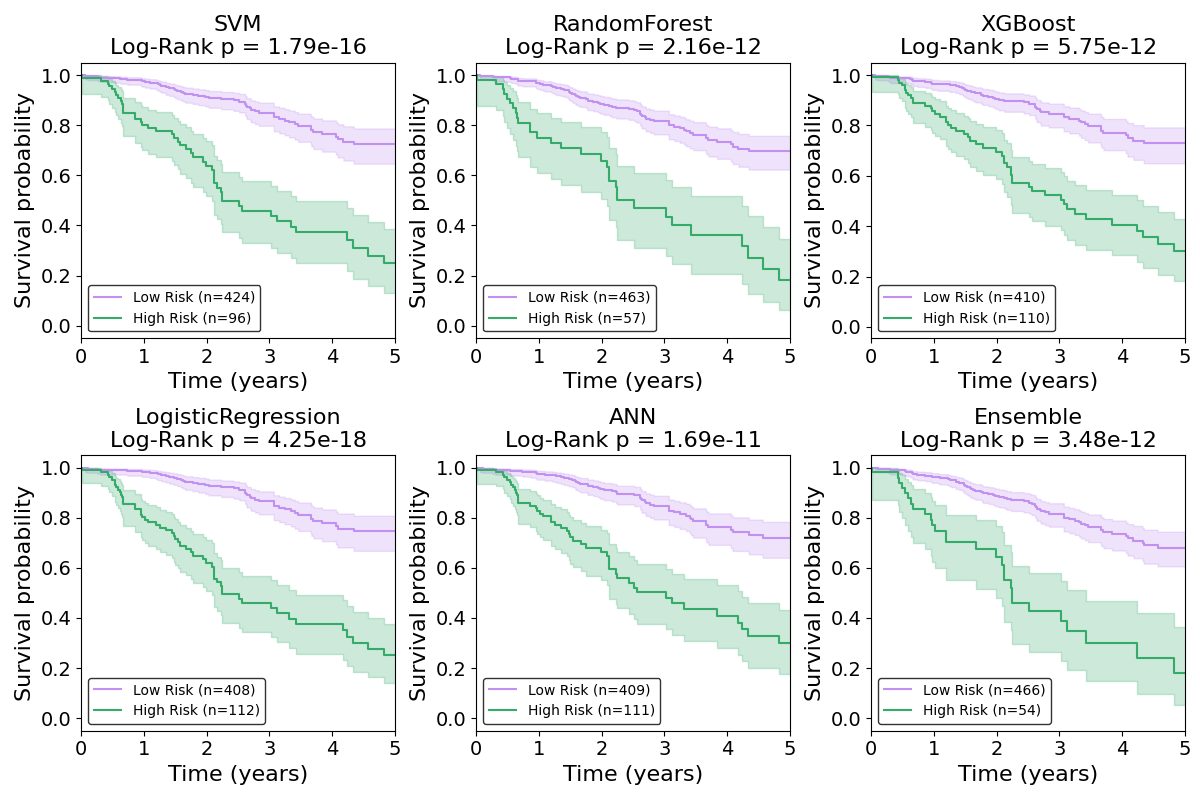 SVM
Log-Rank p = 1.79e-16
Survival probability
1.0
0.8
0.6
0.4
0.2
0.0
Low Risk (n=424)
High Risk (n=96)
0 1 2 3 4 5
Time (years)
RandomForest
Log-Rank p = 2.16e-12
Survival probability
1.0
0.8
0.6
0.4
0.2
0.0
Low Risk (n=463)
High Risk (n=57)
0 1 2 3 4 5
Time (years)
XGBoost
Log-Rank p = 5.75e-12
Survival probability
1.0
0.8
0.6
0.4
0.2
0.0
Low Risk (n=410)
High Risk (n=110)
0 1 2 3 4 5
Time (years)
LogisticRegression
Log-Rank p = 4.25e-18
Survival probability
1.0
0.8
0.6
0.4
0.2
0.0
Low Risk (n=408)
High Risk (n=112)
0 1 2 3 4 5
Time (years)
ANN
Log-Rank p = 1.69e-11
Survival probability
1.0
0.8
0.6
0.4
0.2
0.0
Low Risk (n=409)
High Risk (n=111)
0 1 2 3 4 5
Time (years)
Ensemble
Log-Rank p = 3.48e-12
Survival probability
1.0
0.8
0.6
0.4
0.2
0.0
Low Risk (n=466)
High Risk (n=54)
0 1 2 3 4 5
Time (years)